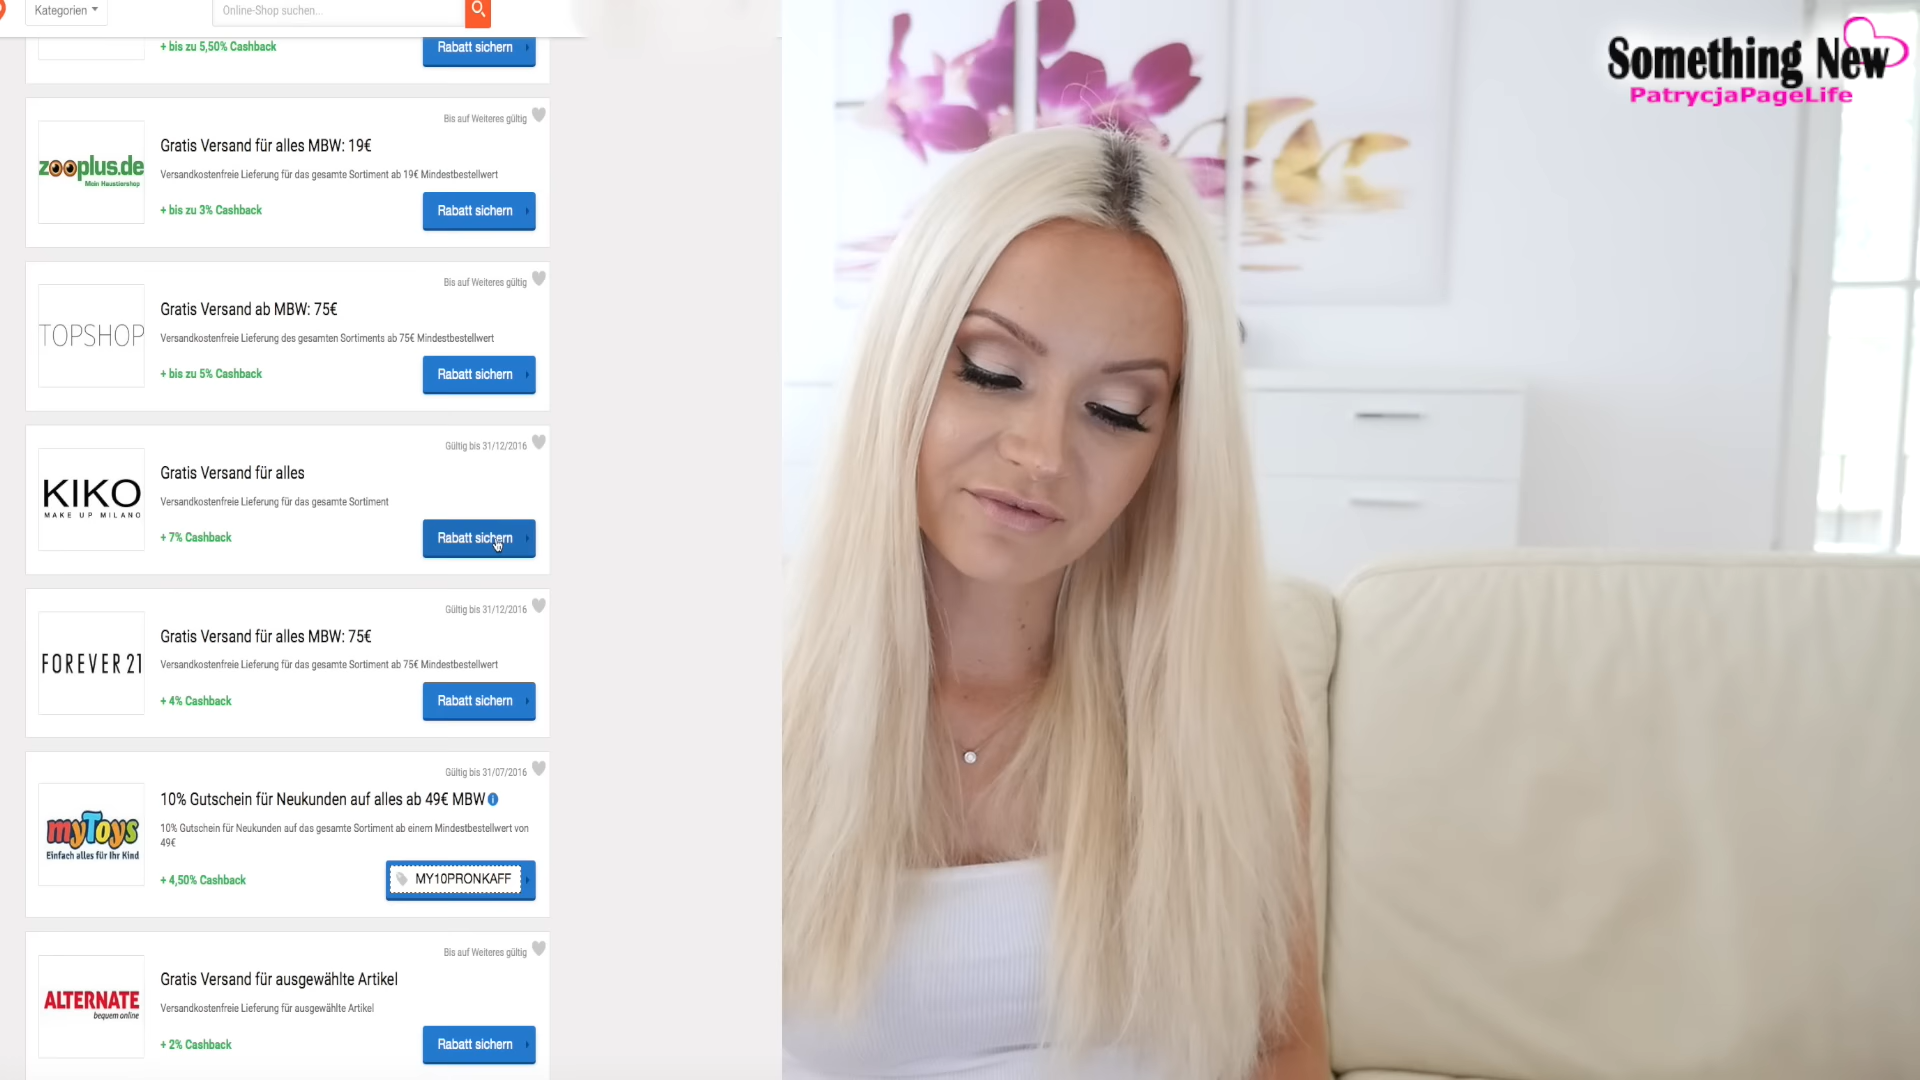 Kategorien
Online-Shop suchen...
+ bis zu 5,50% Cashback
Rabatt sichern
Bis auf Weiteres gültig
zooplus.de
Mein Haustiershop
Gratis Versand für alles MBW: 19€
Versandkostenfreie Lieferung für das gesamte Sortiment ab 19€ Mindestbestellwert
+ bis zu 3% Cashback
Rabatt sichern
Bis auf Weiteres gültig
TOPSHOP
Gratis Versand ab MBW: 75€
Versandkostenfreie Lieferung des gesamten Sortiments ab 75€ Mindestbestellwert
+ bis zu 5% Cashback
Rabatt sichern
Gültig bis 31/12/2016
KIKO
MAKE UP MILANO
Gratis Versand für alles
Versandkostenfreie Lieferung für das gesamte Sortiment
+ 7% Cashback
Rabatt sichern
Gültig bis 31/12/2016
FOREVER 21
Gratis Versand für alles MBW: 75€
Versandkostenfreie Lieferung für das gesamte Sortiment ab 75€ Mindestbestellwert
+ 4% Cashback
Rabatt sichern
Gültig bis 31/07/2016
myToys
Einfach alles für Ihr Kind
10% Gutschein für Neukunden auf alles ab 49€ MBW
10% Gutschein für Neukunden auf das gesamte Sortiment ab einem Mindestbestellwert von
49€
+ 4,50% Cashback
MY10PRONKAFF
Bis auf Weiteres gültig
ALTERNATE
bequem online
Gratis Versand für ausgewählte Artikel
Versandkostenfreie Lieferung für ausgewählte Artikel
+ 2% Cashback
Rabatt sichern
Something New
PatrycjaPageLife